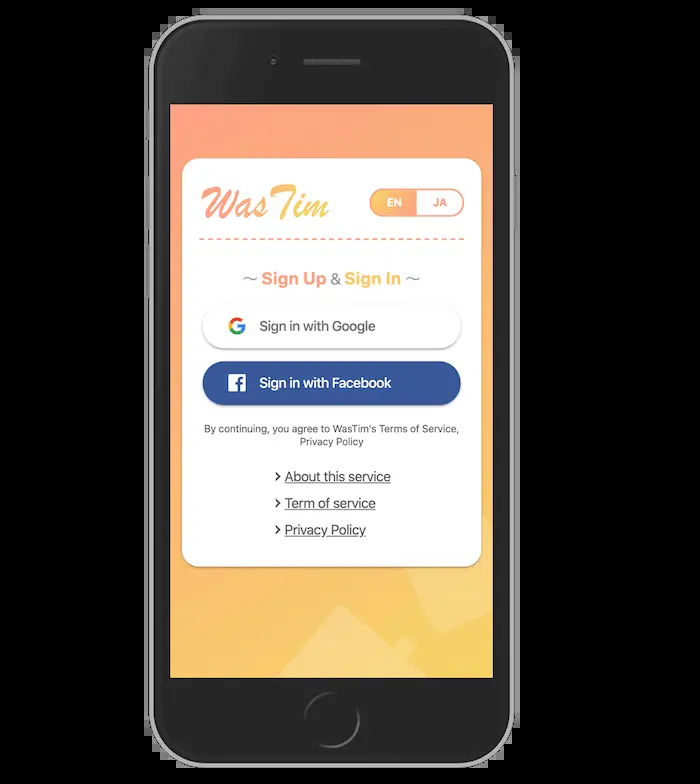 WasTim
EN JA
～ Sign Up & Sign In ～
Sign in with Google
Sign in with Facebook
By continuing, you agree to WasTim's Terms of Service,
Privacy Policy
About this service
Term of service
Privacy Policy